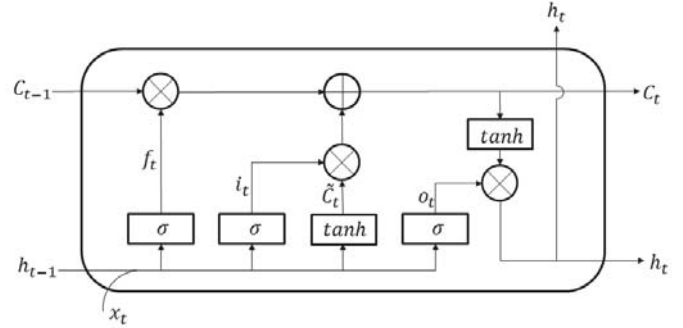 h_t
C_{t-1}
C_t
tanh
f_t
i_t
C̃_t
o_t
σ
σ
tanh
σ
h_{t-1}
h_t
x_t